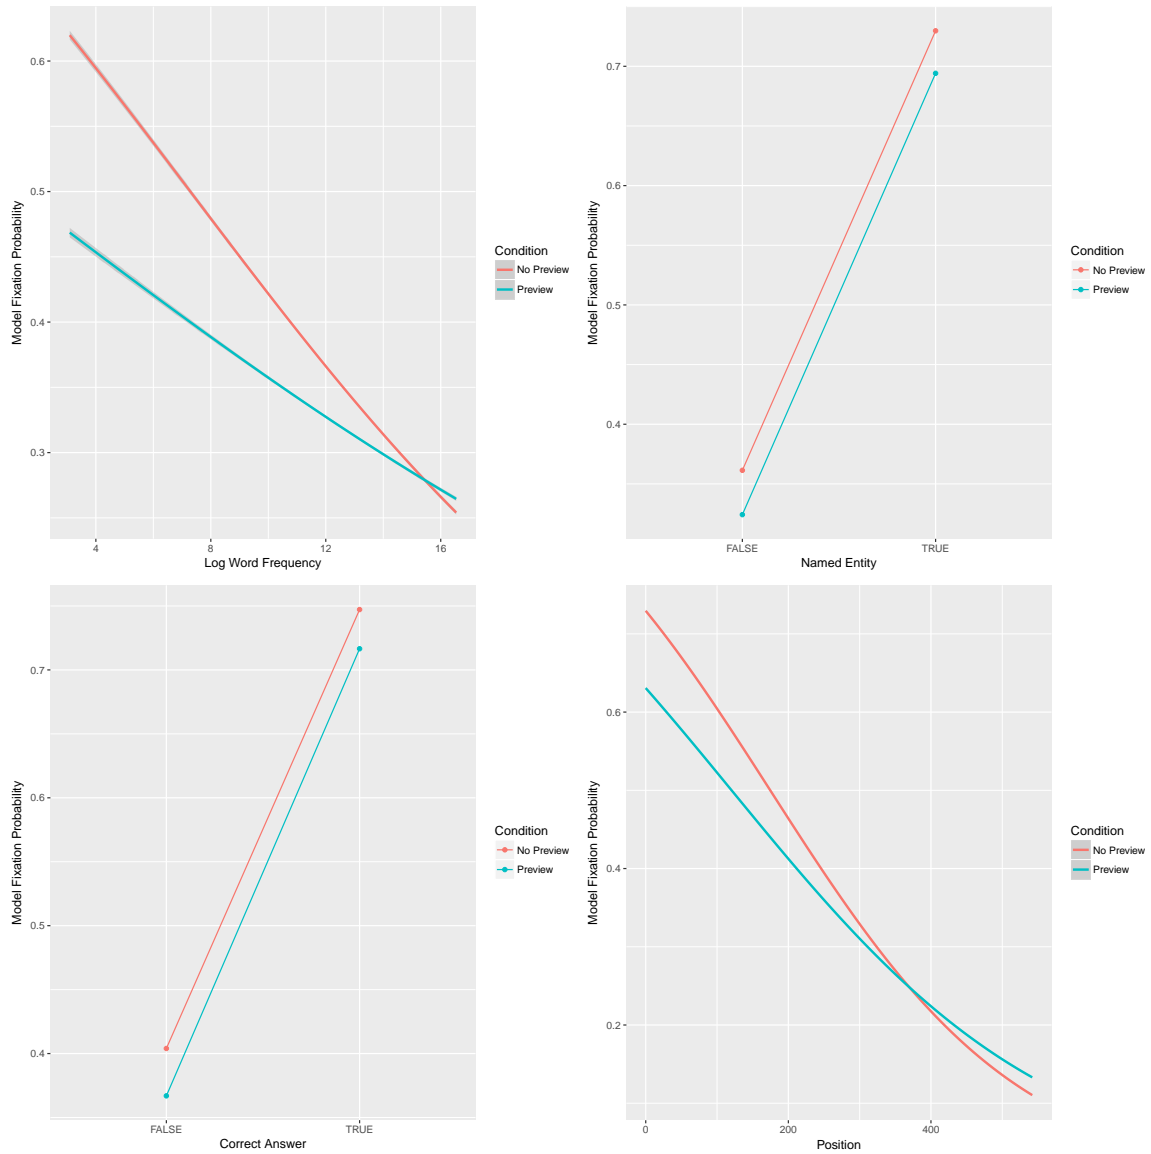 Model Fixation Probability
0.6
0.5
0.4
0.3
4 8 12 16
Log Word Frequency
Condition
No Preview
Preview
Model Fixation Probability
0.7
0.6
0.5
0.4
FALSE TRUE
Named Entity
Condition
No Preview
Preview
Model Fixation Probability
0.7
0.6
0.5
0.4
FALSE TRUE
Correct Answer
Condition
No Preview
Preview
Model Fixation Probability
0.6
0.4
0.2
0 200 400
Position
Condition
No Preview
Preview